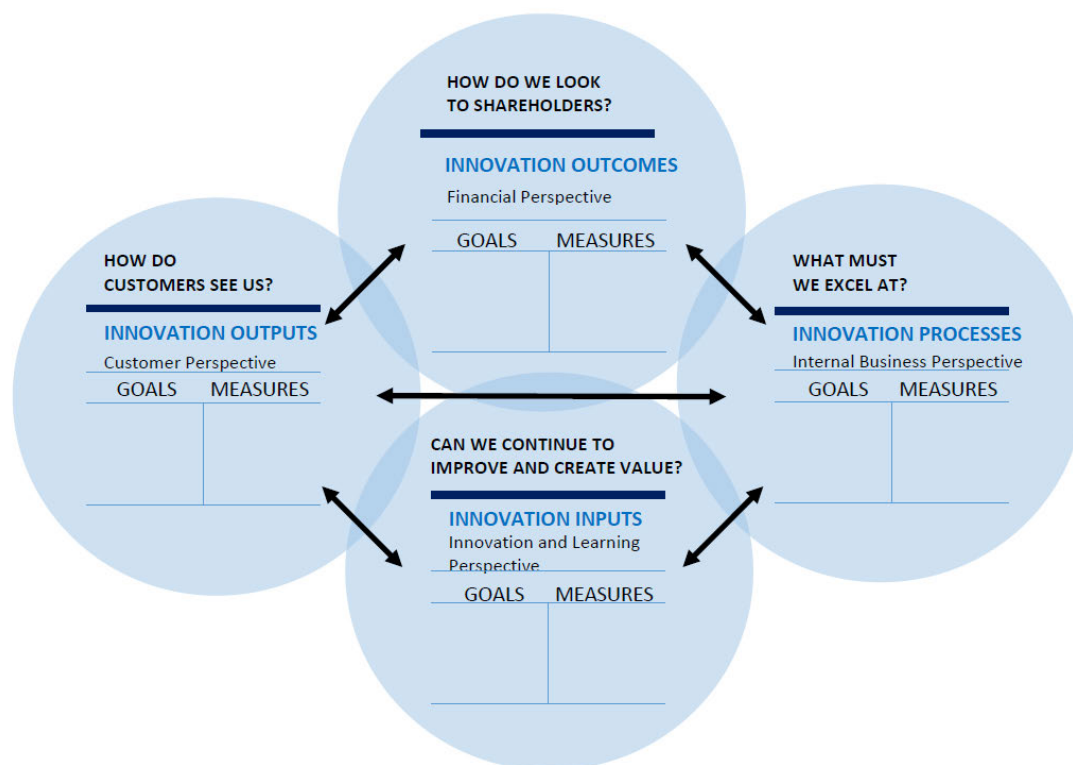 HOW DO WE LOOK
TO SHAREHOLDERS?
INNOVATION OUTCOMES
Financial Perspective
GOALS MEASURES
HOW DO
CUSTOMERS SEE US?
INNOVATION OUTPUTS
Customer Perspective
GOALS MEASURES
WHAT MUST
WE EXCEL AT?
INNOVATION PROCESSES
Internal Business Perspective
GOALS MEASURES
CAN WE CONTINUE TO
IMPROVE AND CREATE VALUE?
INNOVATION INPUTS
Innovation and Learning
Perspective
GOALS MEASURES